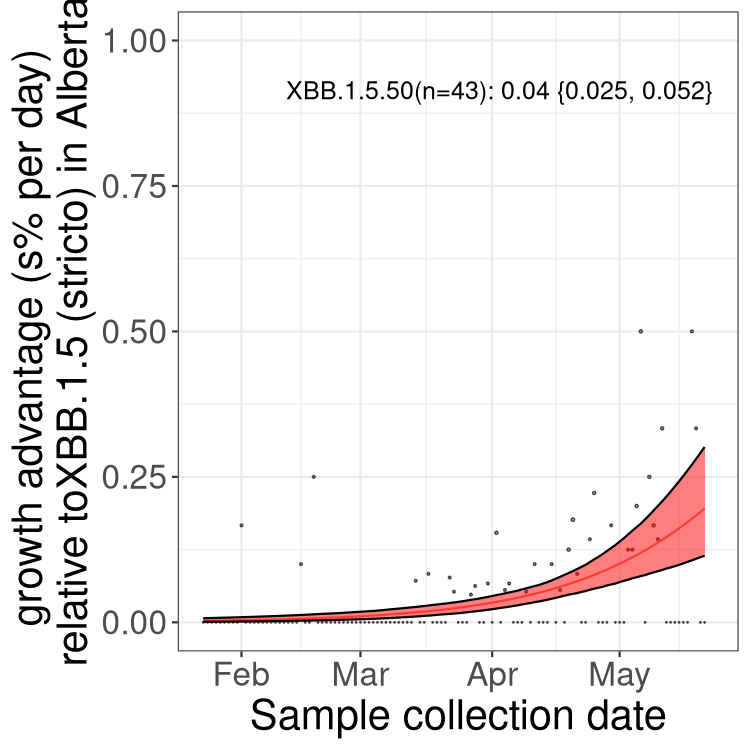 growth advantage (s% per day)
relative toXBB.1.5 (stricto) in Alberta
1.00
XBB.1.5.50(n=43): 0.04 {0.025, 0.052}
0.75
0.50
0.25
0.00
Feb Mar Apr May
Sample collection date